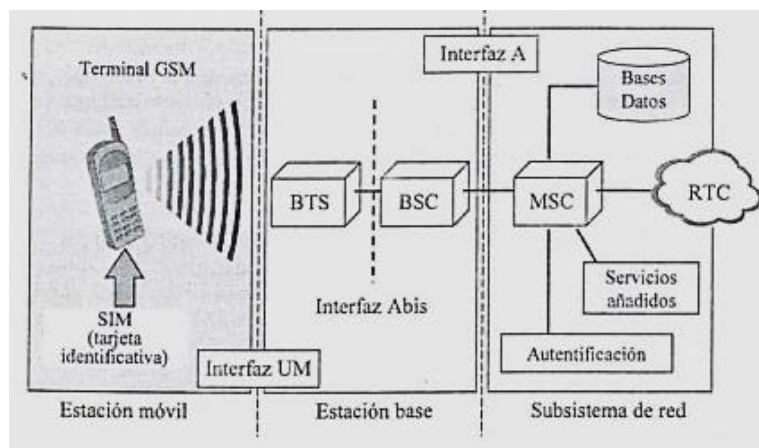 Interfaz A
Terminal GSM
Bases
Datos
BTS
BSC
MSC
RTC
Interfaz Abis
Servicios
añadidos
SIM
(tarjeta
identificativa)
Interfaz UM
Autentificación
Estación móvil
Estación base
Subsistema de red